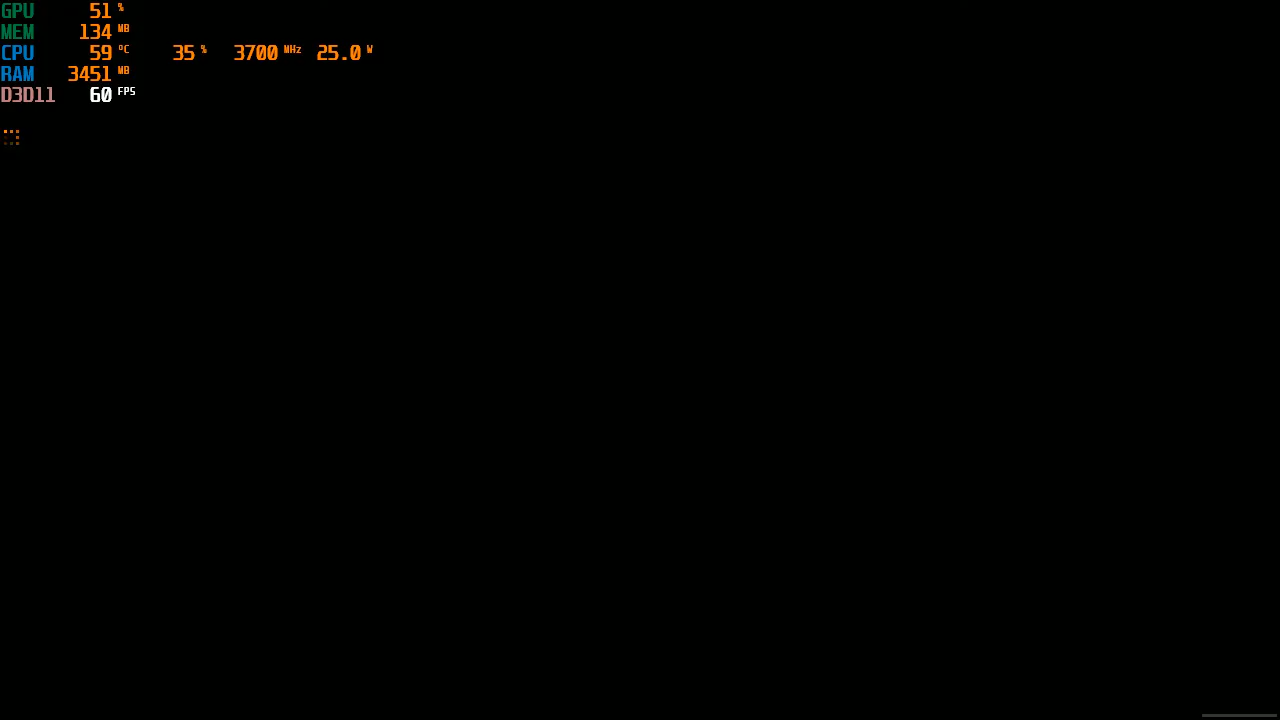 GPU 51 %
MEM 134 MB
CPU 59 °C 35 % 3700 MHz 25.0 W
RAM 3451 MB
D3D11 60 FPS